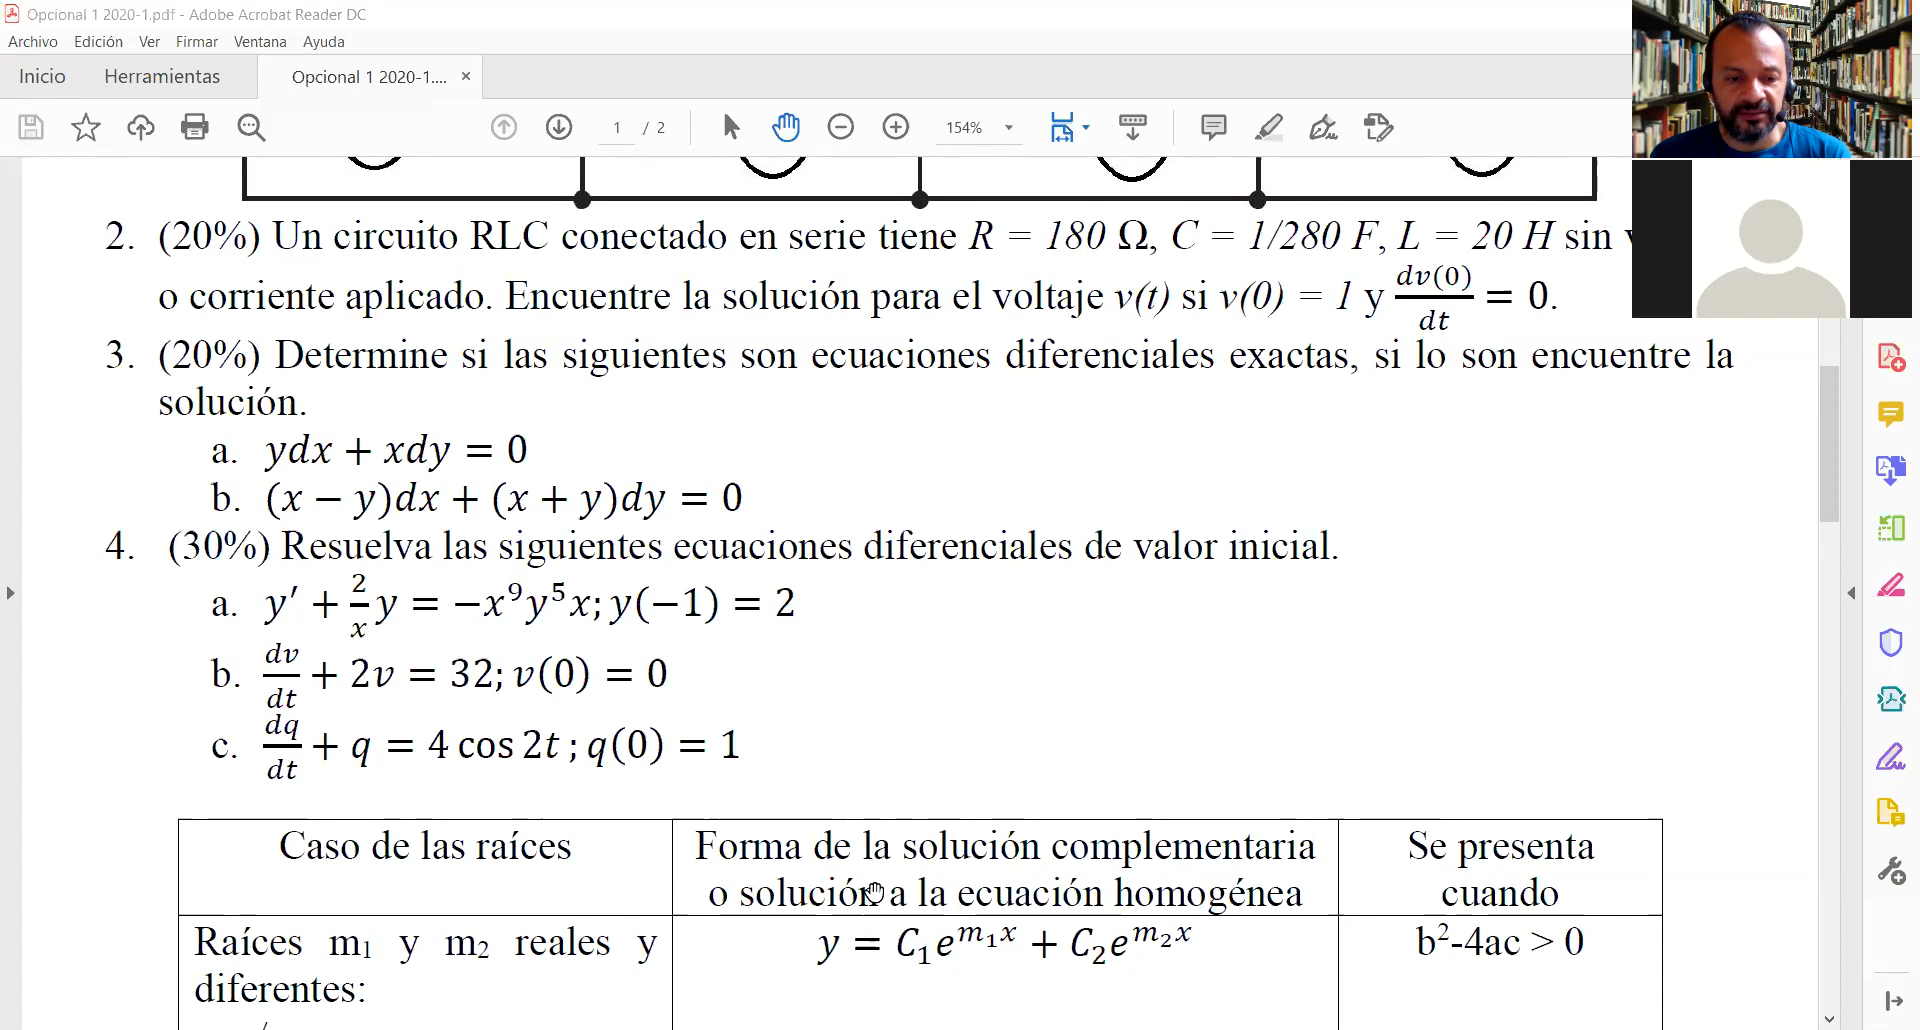 Opcional 1 2020-1.pdf - Adobe Acrobat Reader DC
Archivo Edición Ver Firmar Ventana Ayuda
Inicio Herramientas Opcional 1 2020-1.... ×
1 / 2 154%
2. (20%) Un circuito RLC conectado en serie tiene R = 180 Ω, C = 1/280 F, L = 20 H sin
o corriente aplicado. Encuentre la solución para el voltaje v(t) si v(0) = 1 y dv(0)/dt = 0.
3. (20%) Determine si las siguientes son ecuaciones diferenciales exactas, si lo son encuentre la
solución.
a. ydx + xdy = 0
b. (x − y)dx + (x + y)dy = 0
4. (30%) Resuelva las siguientes ecuaciones diferenciales de valor inicial.
a. y′ + 2/x y = −x⁹y⁵x; y(−1) = 2
b. dv/dt + 2v = 32; v(0) = 0
c. dq/dt + q = 4 cos 2t ; q(0) = 1
Caso de las raíces
Forma de la solución complementaria
o solución a la ecuación homogénea
Se presenta
cuando
Raíces m₁ y m₂ reales y
diferentes:
y = C₁e^{m₁x} + C₂e^{m₂x}
b²-4ac > 0